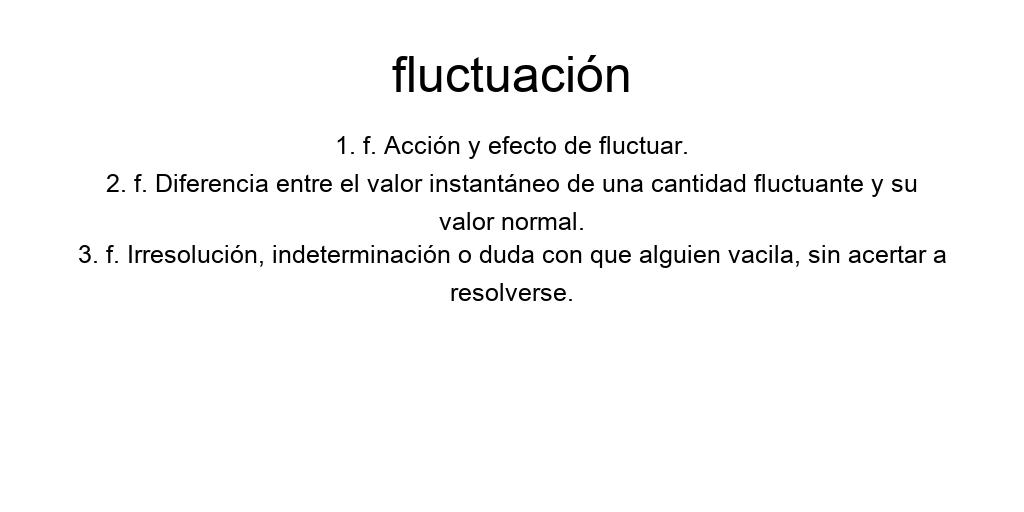 fluctuación
1. f. Acción y efecto de fluctuar.
2. f. Diferencia entre el valor instantáneo de una cantidad fluctuante y su
valor normal.
3. f. Irresolución, indeterminación o duda con que alguien vacila, sin acertar a
resolverse.